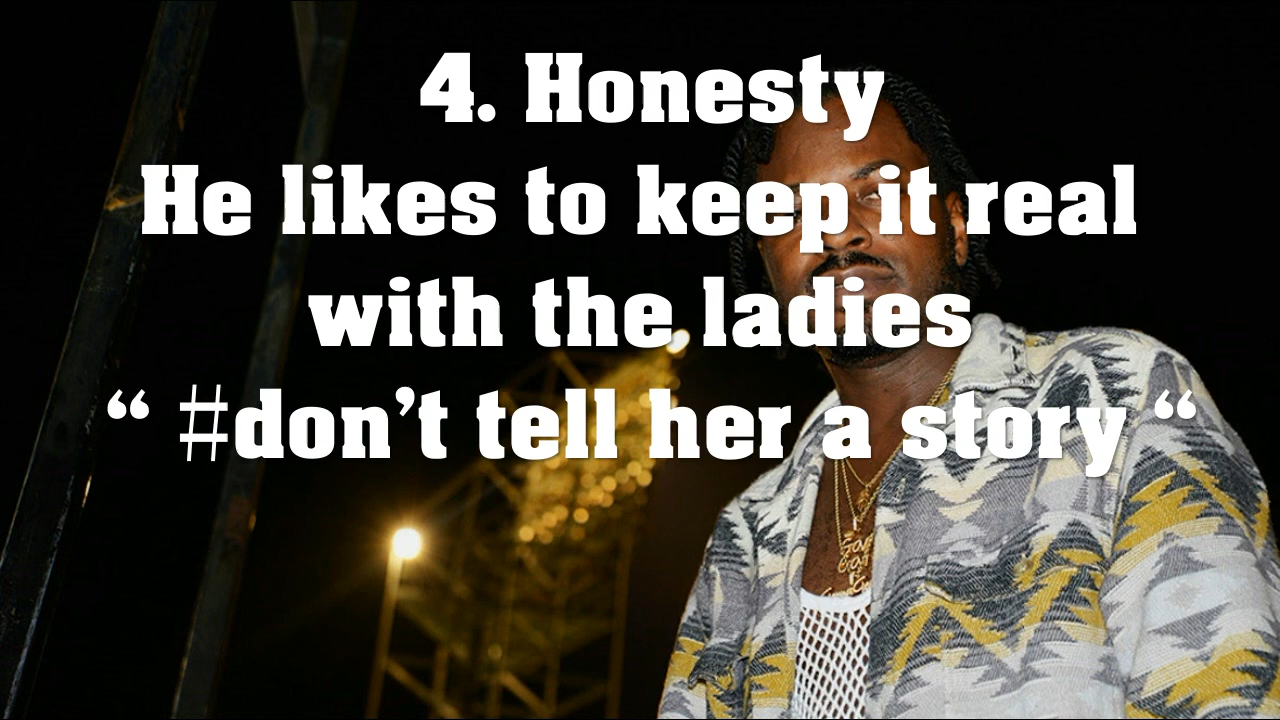 4. Honesty
He likes to keep it real
with the ladies
“ #don’t tell her a story “